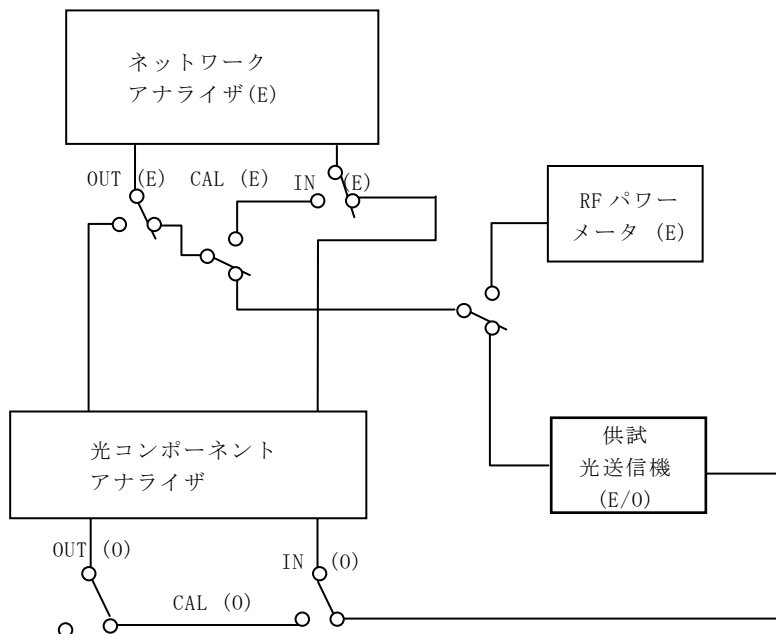 ネットワーク
アナライザ(E)
OUT (E)
CAL (E)
IN (E)
RF パワー
メータ (E)
光コンポーネント
アナライザ
供試
光送信機
(E/O)
OUT (O)
IN (O)
CAL (O)